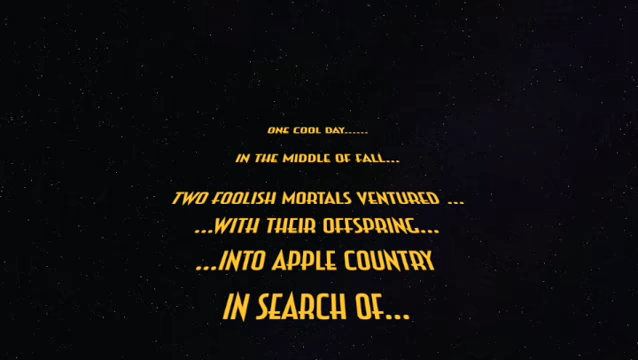 ONE COOL DAY......
IN THE MIDDLE OF FALL...
TWO FOOLISH MORTALS VENTURED ...
...WITH THEIR OFFSPRING...
...INTO APPLE COUNTRY
IN SEARCH OF...